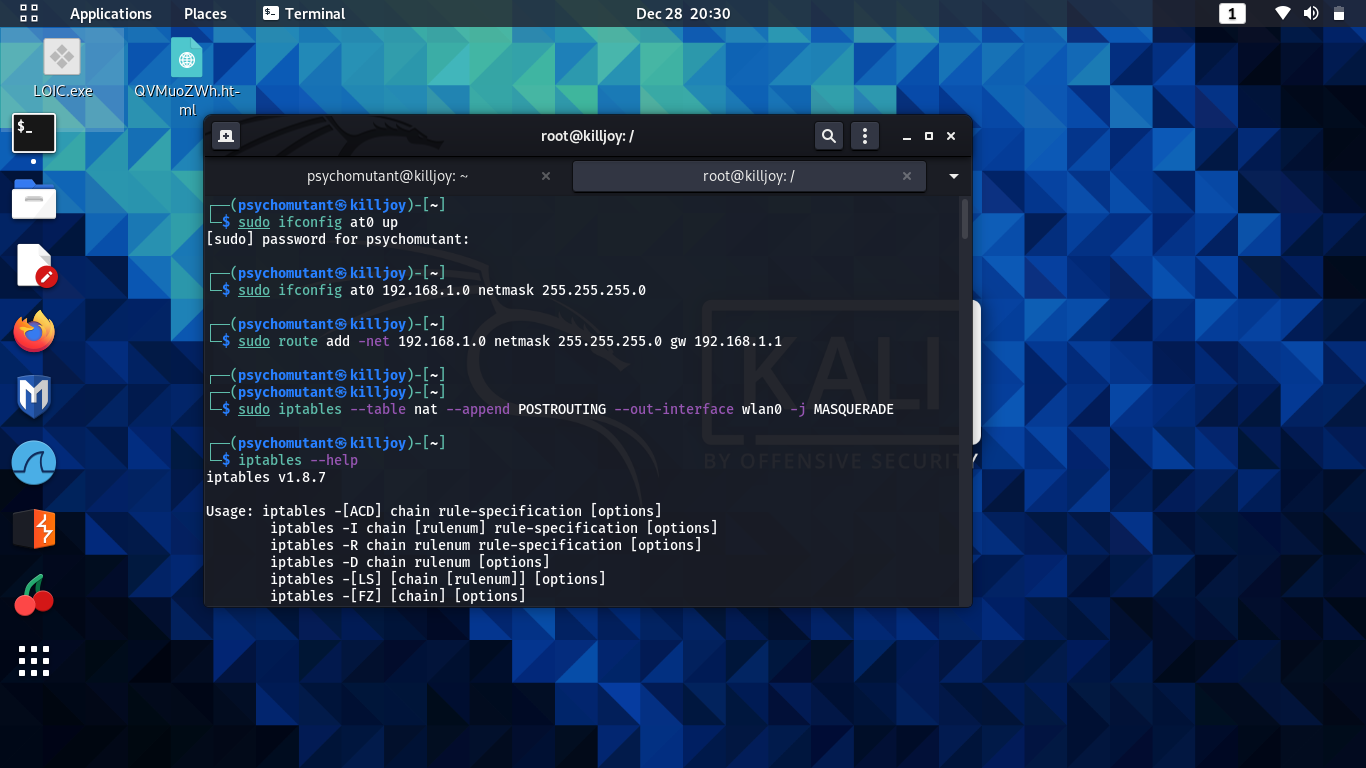 Applications Places Terminal Dec 28 20:30 1
LOIC.exe
QVMuoZWh.ht-
ml
$_
root@killjoy: /
psychomutant@killjoy: ~ root@killjoy: /
┌──(psychomutant㉿killjoy)-[~]
└─$ sudo ifconfig at0 up
[sudo] password for psychomutant:
┌──(psychomutant㉿killjoy)-[~]
└─$ sudo ifconfig at0 192.168.1.0 netmask 255.255.255.0
┌──(psychomutant㉿killjoy)-[~]
└─$ sudo route add -net 192.168.1.0 netmask 255.255.255.0 gw 192.168.1.1
┌──(psychomutant㉿killjoy)-[~]
┌──(psychomutant㉿killjoy)-[~]
└─$ sudo iptables --table nat --append POSTROUTING --out-interface wlan0 -j MASQUERADE
┌──(psychomutant㉿killjoy)-[~]
└─$ iptables --help
iptables v1.8.7
Usage: iptables -[ACD] chain rule-specification [options]
iptables -I chain [rulenum] rule-specification [options]
iptables -R chain rulenum rule-specification [options]
iptables -D chain rulenum [options]
iptables -[LS] [chain [rulenum]] [options]
iptables -[FZ] [chain] [options]
KALI
BY OFFENSIVE SECURITY